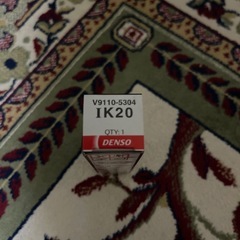 V9110-5304
IK20
QTY: 1
DENSO